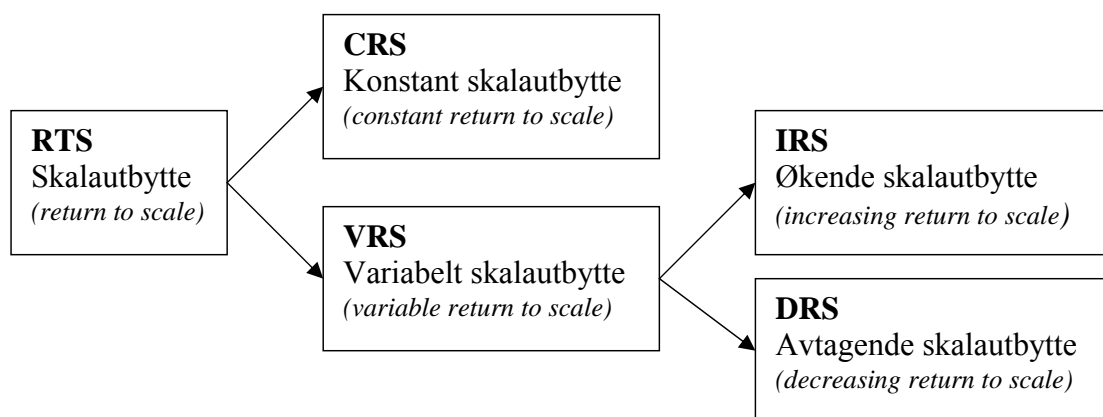 RTS
Skalautbytte
(return to scale)
CRS
Konstant skalautbytte
(constant return to scale)
VRS
Variabelt skalautbytte
(variable return to scale)
IRS
Økende skalautbytte
(increasing return to scale)
DRS
Avtagende skalautbytte
(decreasing return to scale)